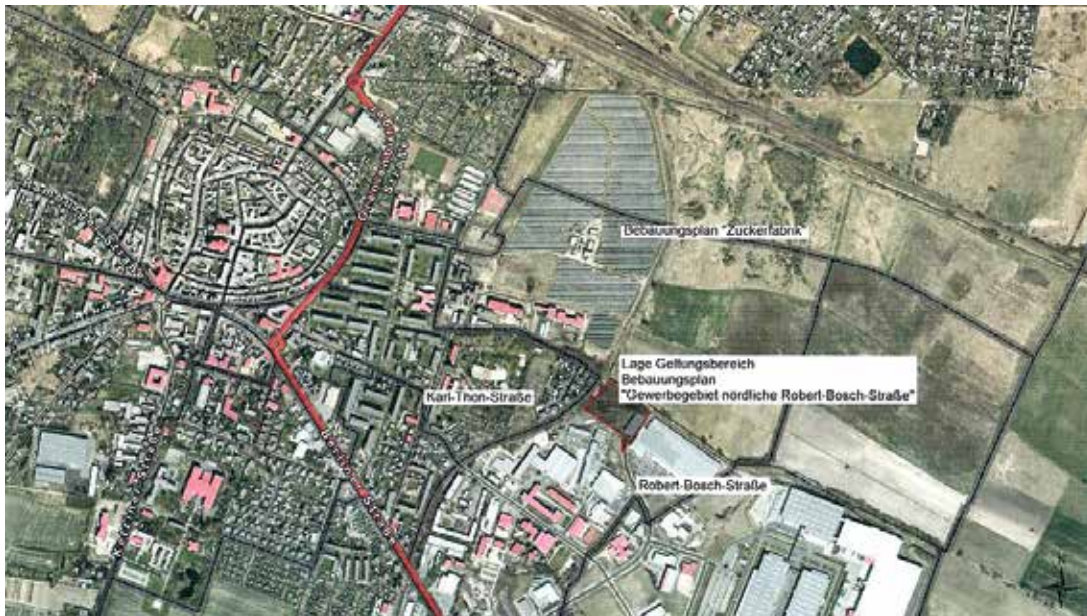 Bebauungsplan "Zuckerfabrik"
Lage Geltungsbereich
Bebauungsplan
"Gewerbegebiet nördliche Robert-Bosch-Straße"
Karl-Thon-Straße
Robert-Bosch-Straße